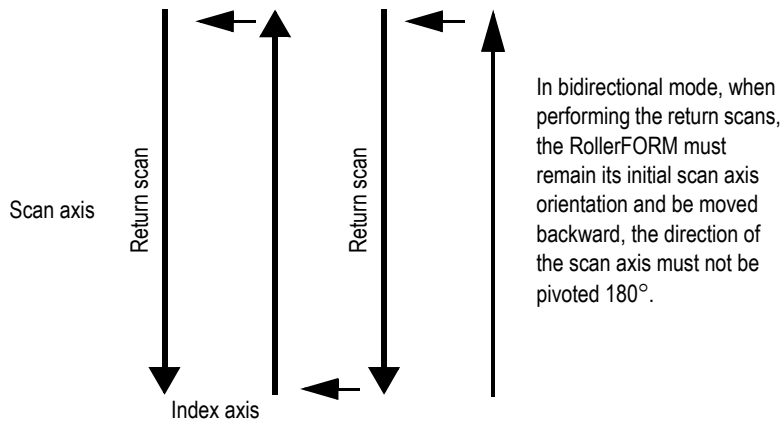 Scan axis
Return scan
Return scan
In bidirectional mode, when
performing the return scans,
the RollerFORM must
remain its initial scan axis
orientation and be moved
backward, the direction of
the scan axis must not be
pivoted 180°.
Index axis